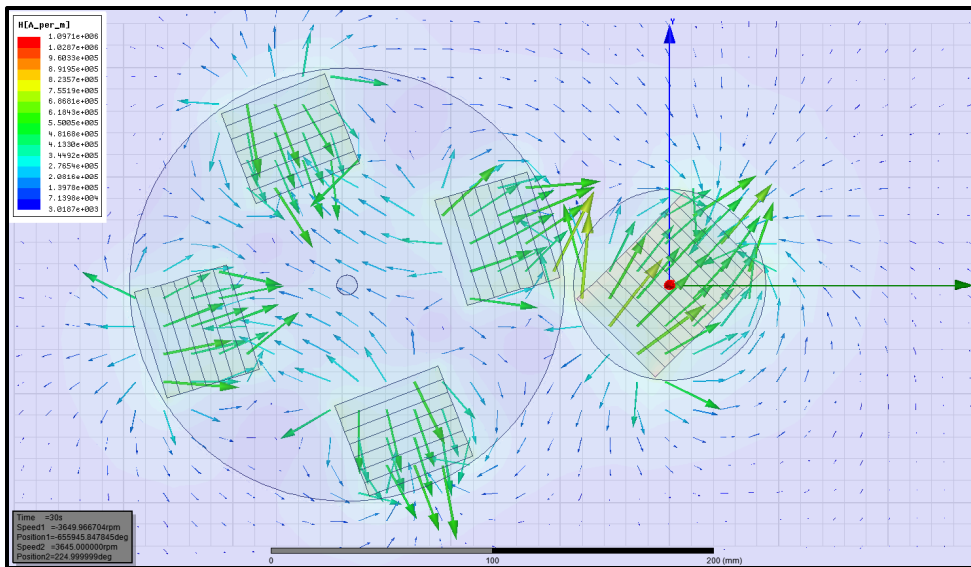 H[A_per_m]
1.0971e+006
1.0287e+006
9.6033e+005
8.9195e+005
8.2357e+005
7.5519e+005
6.8681e+005
6.1843e+005
5.5005e+005
4.8168e+005
4.1330e+005
3.4492e+005
2.7654e+005
2.0816e+005
1.3978e+005
7.1398e+004
3.0187e+003
Y
Time =30s
Speed1 =-3649.966704rpm
Position1=-655945.847845deg
Speed2 =3645.000000rpm
Position2=224.999999deg
0 100 200 (mm)